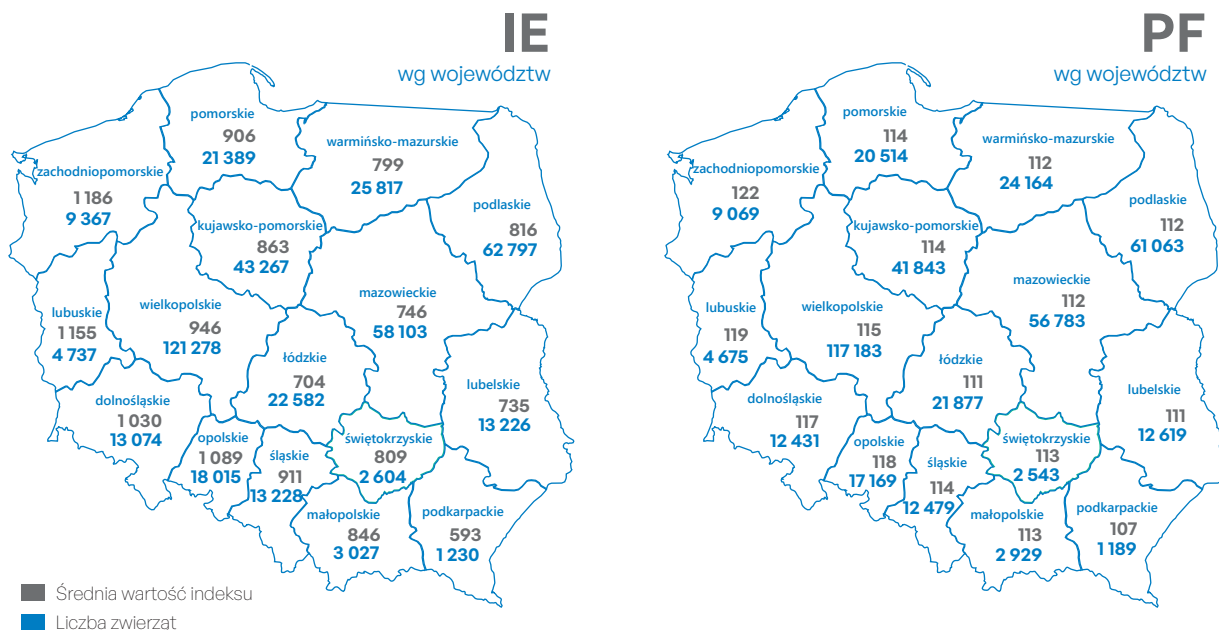 IE
wg województw
pomorskie
906
21 389
warmińsko-mazurskie
799
25 817
zachodniopomorskie
1 186
9 367
podlaskie
816
62 797
kujawsko-pomorskie
863
43 267
mazowieckie
746
58 103
lubuskie
1 155
4 737
wielkopolskie
946
121 278
łódzkie
704
22 582
lubelskie
735
13 226
dolnośląskie
1 030
13 074
opolskie
1 089
18 015
śląskie
911
13 228
świętokrzyskie
809
2 604
małopolskie
846
3 027
podkarpackie
593
1 230
Średnia wartość indeksu
Liczba zwierząt
PF
wg województw
pomorskie
114
20 514
warmińsko-mazurskie
112
24 164
zachodniopomorskie
122
9 069
podlaskie
112
61 063
kujawsko-pomorskie
114
41 843
mazowieckie
112
56 783
lubuskie
119
4 675
wielkopolskie
115
117 183
łódzkie
111
21 877
lubelskie
111
12 619
dolnośląskie
117
12 431
opolskie
118
17 169
śląskie
114
12 479
świętokrzyskie
113
2 543
małopolskie
113
2 929
podkarpackie
107
1 189